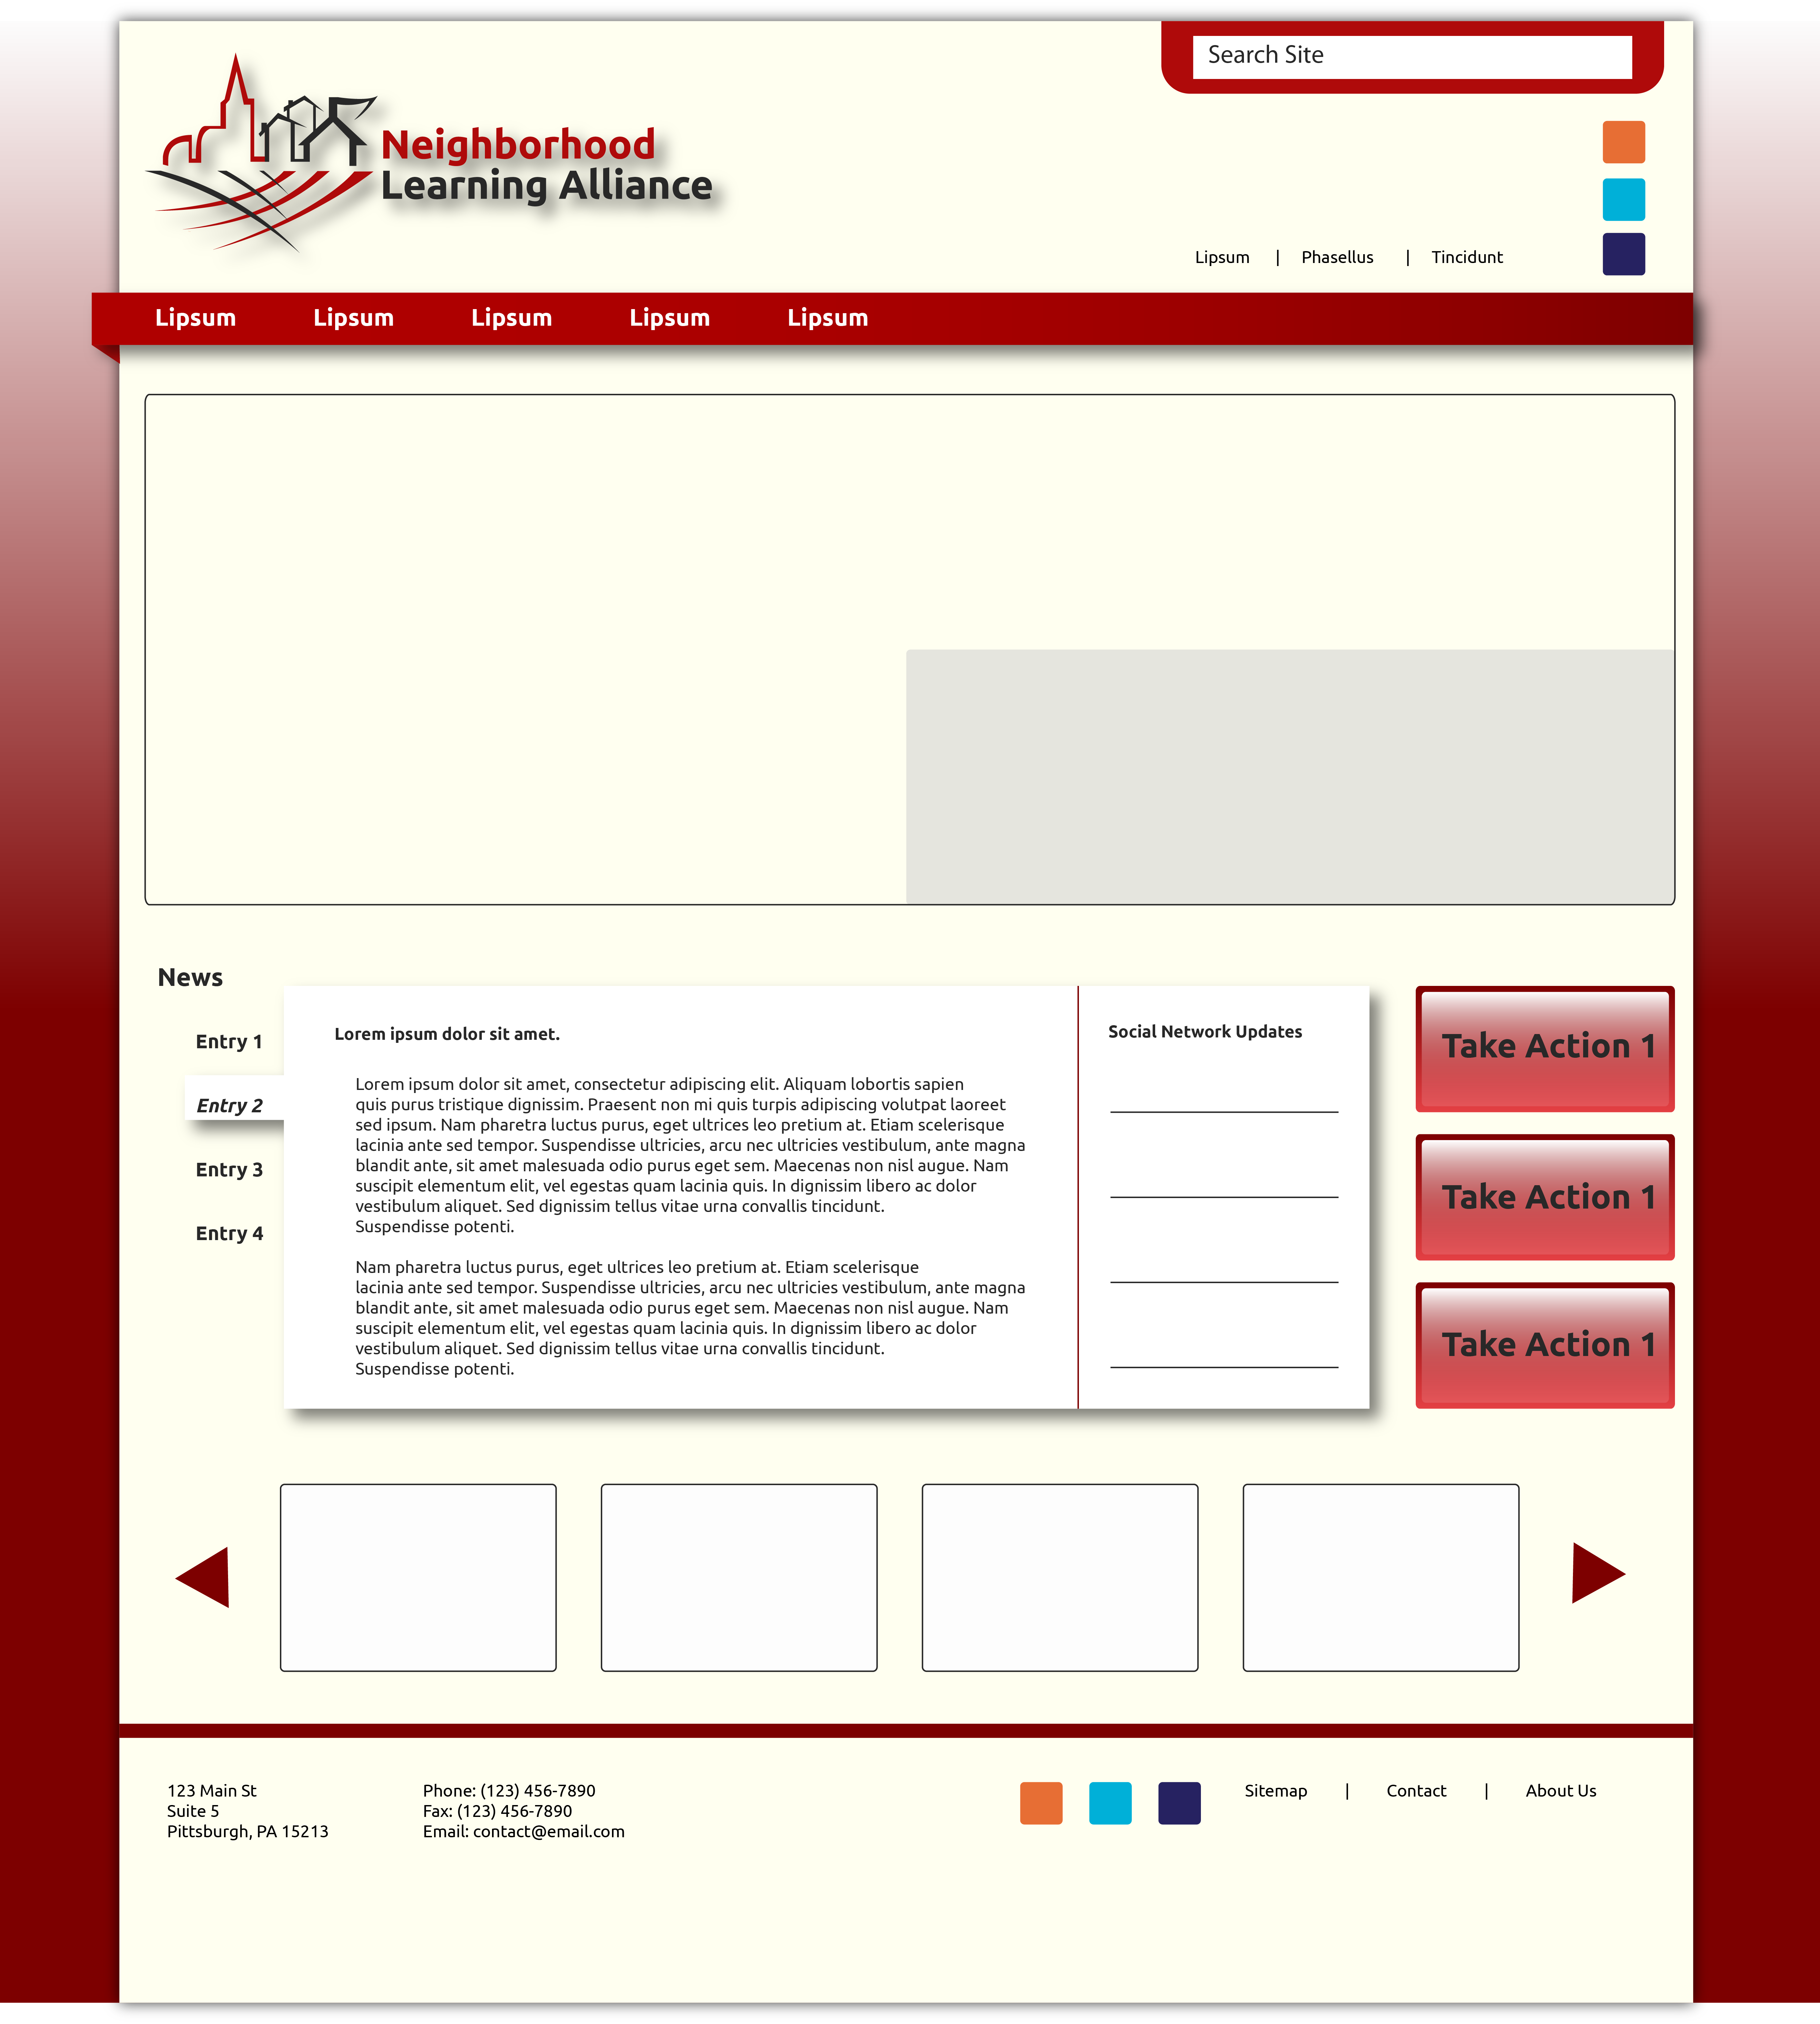 Search Site
Neighborhood
Learning Alliance
Lipsum | Phasellus | Tincidunt
Lipsum Lipsum Lipsum Lipsum Lipsum
News
Entry 1
Entry 2
Entry 3
Entry 4
Lorem ipsum dolor sit amet.
Lorem ipsum dolor sit amet, consectetur adipiscing elit. Aliquam lobortis sapien
quis purus tristique dignissim. Praesent non mi quis turpis adipiscing volutpat laoreet
sed ipsum. Nam pharetra luctus purus, eget ultrices leo pretium at. Etiam scelerisque
lacinia ante sed tempor. Suspendisse ultricies, arcu nec ultricies vestibulum, ante magna
blandit ante, sit amet malesuada odio purus eget sem. Maecenas non nisl augue. Nam
suscipit elementum elit, vel egestas quam lacinia quis. In dignissim libero ac dolor
vestibulum aliquet. Sed dignissim tellus vitae urna convallis tincidunt.
Suspendisse potenti.
Nam pharetra luctus purus, eget ultrices leo pretium at. Etiam scelerisque
lacinia ante sed tempor. Suspendisse ultricies, arcu nec ultricies vestibulum, ante magna
blandit ante, sit amet malesuada odio purus eget sem. Maecenas non nisl augue. Nam
suscipit elementum elit, vel egestas quam lacinia quis. In dignissim libero ac dolor
vestibulum aliquet. Sed dignissim tellus vitae urna convallis tincidunt.
Suspendisse potenti.
Social Network Updates
Take Action 1
Take Action 1
Take Action 1
123 Main St
Suite 5
Pittsburgh, PA 15213
Phone: (123) 456-7890
Fax: (123) 456-7890
Email: contact@email.com
Sitemap | Contact | About Us